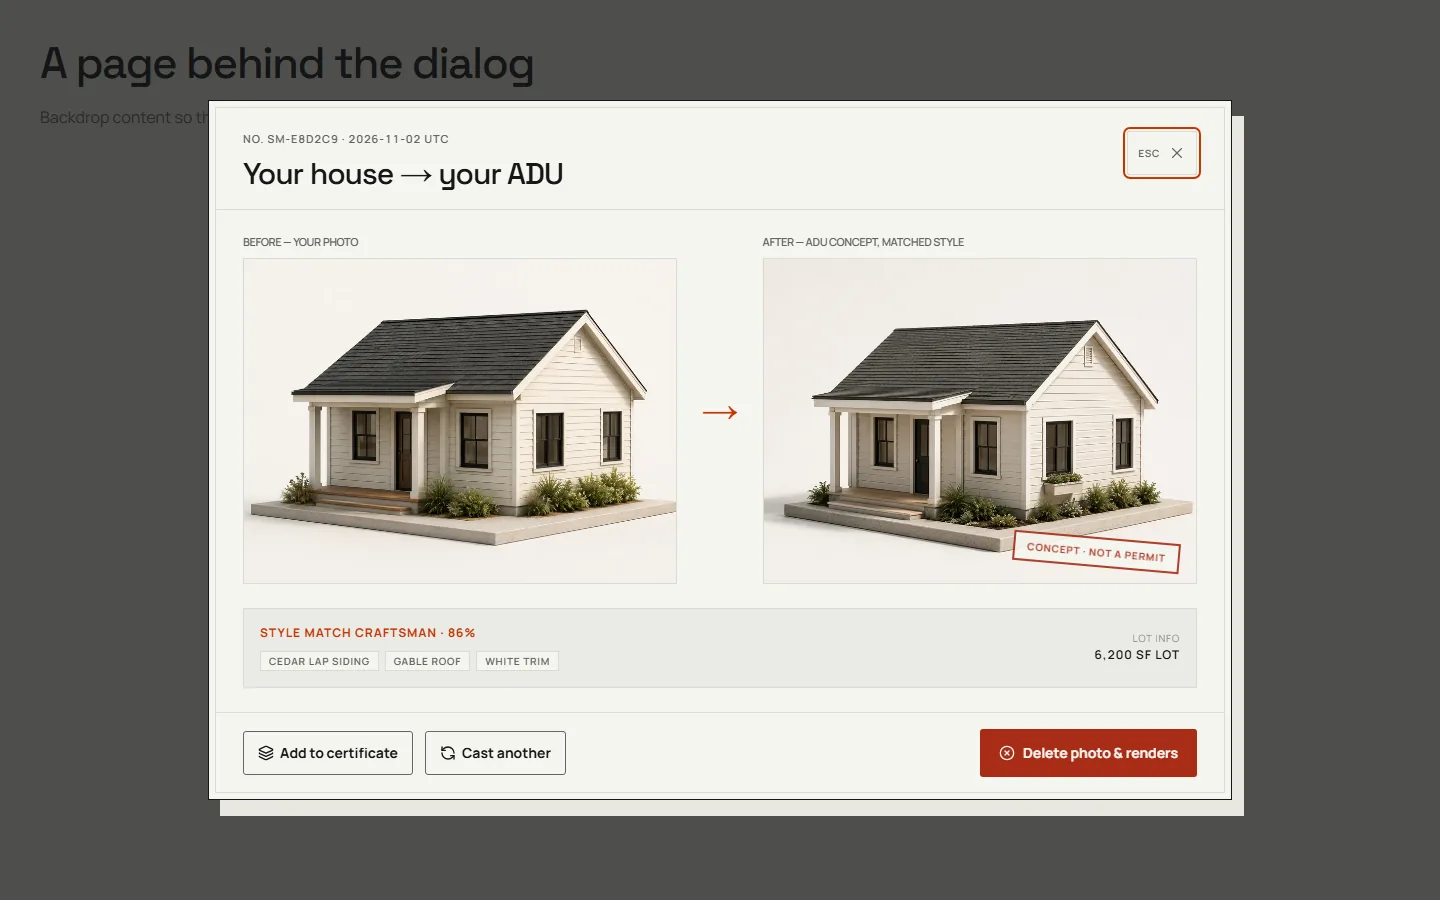 A page behind the dialog
Backdrop content so th
NO. SM-E8D2C9 · 2026-11-02 UTC
Your house → your ADU
ESC
BEFORE — YOUR PHOTO
AFTER — ADU CONCEPT, MATCHED STYLE
→
CONCEPT · NOT A PERMIT
STYLE MATCH CRAFTSMAN · 86%
CEDAR LAP SIDING
GABLE ROOF
WHITE TRIM
LOT INFO
6,200 SF LOT
Add to certificate
Cast another
Delete photo & renders